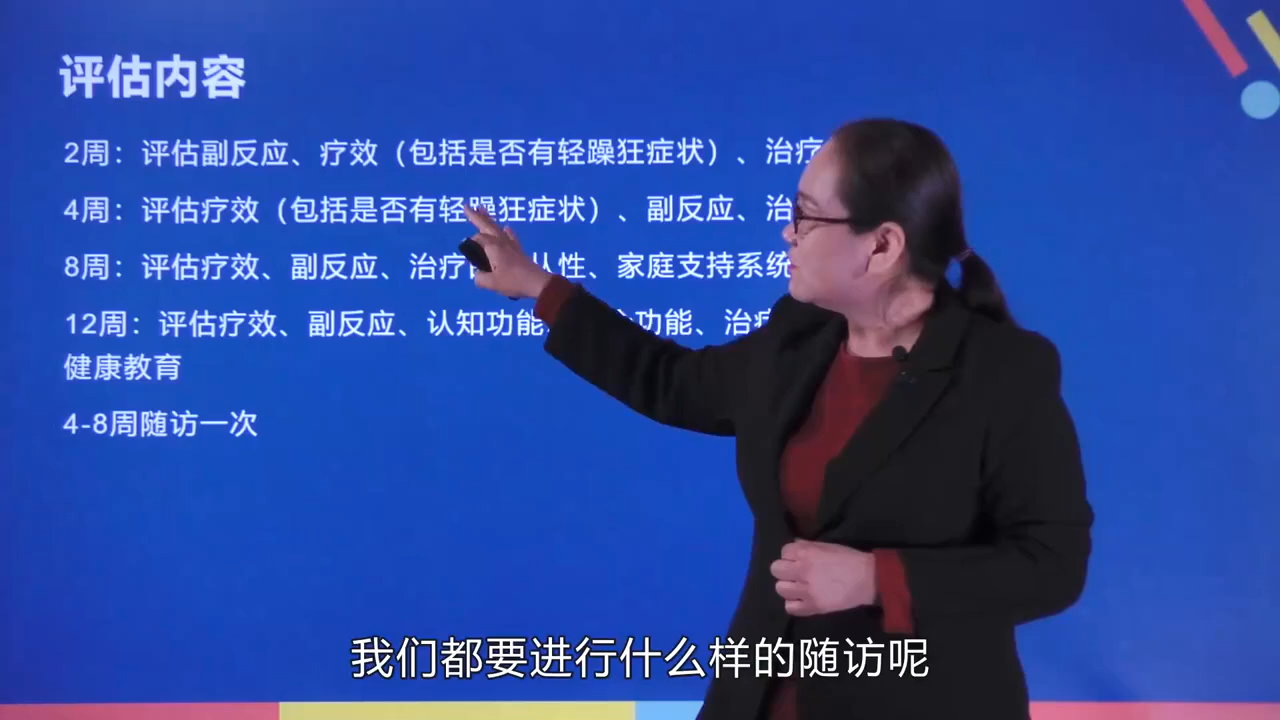 评估内容
2周：评估副反应、疗效（包括是否有轻躁狂症状）、治疗
4周：评估疗效（包括是否有轻躁狂症状）、副反应、治
8周：评估疗效、副反应、治疗 从性、家庭支持系统
12周：评估疗效、副反应、认知功能 功能、治疗
健康教育
4-8周随访一次
我们都要进行什么样的随访呢